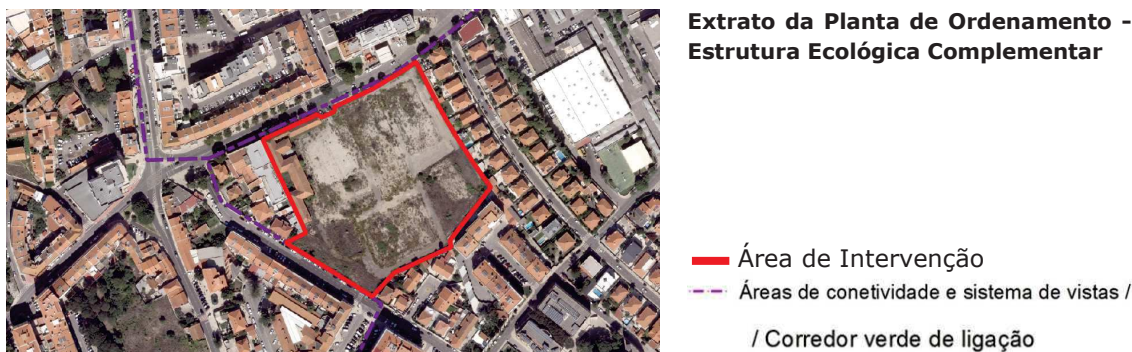 Extrato da Planta de Ordenamento -
Estrutura Ecológica Complementar
Área de Intervenção
Áreas de conetividade e sistema de vistas /
/ Corredor verde de ligação